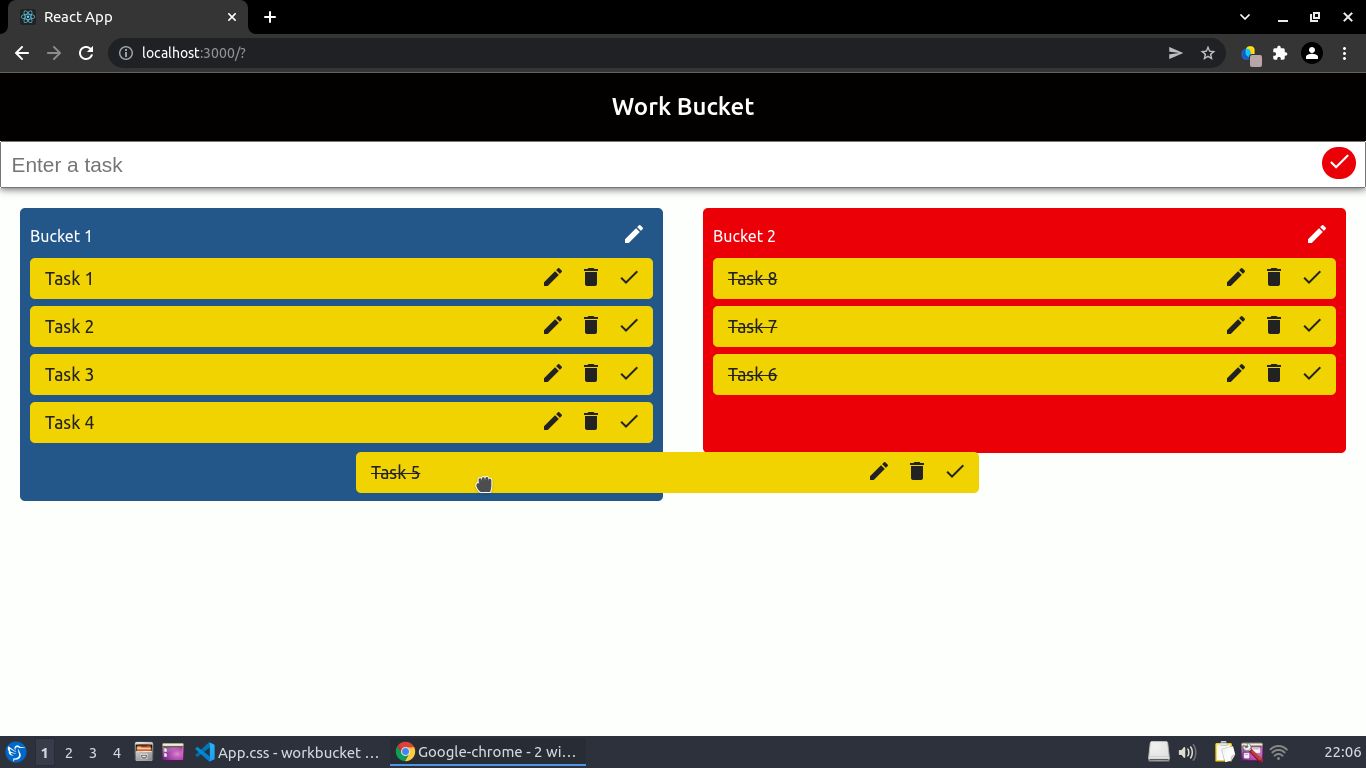 React App
localhost:3000/?
Work Bucket
Enter a task
Bucket 1
Task 1
Task 2
Task 3
Task 4
Bucket 2
Task 8
Task 7
Task 6
Task 5
1 2 3 4 App.css - workbucket ... Google-chrome - 2 wi... 22:06